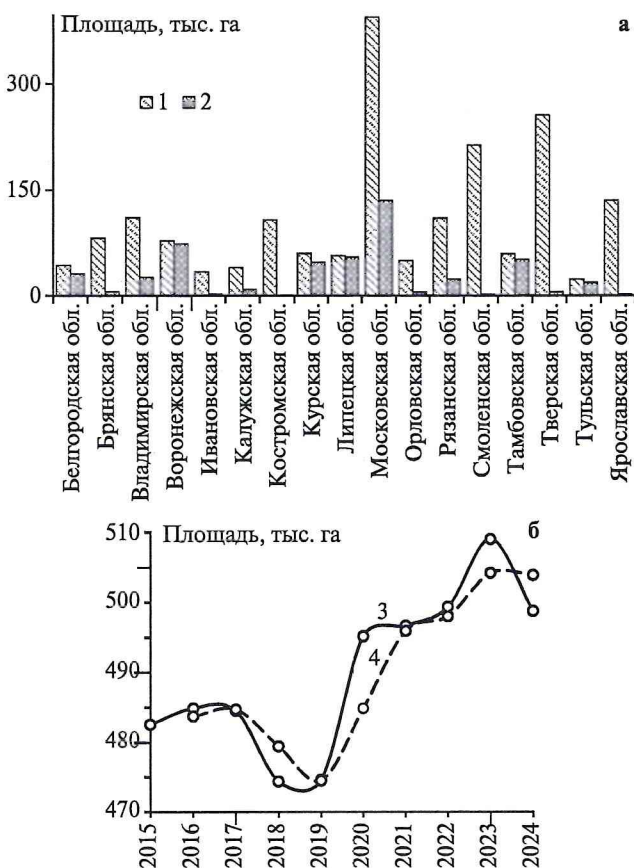 Площадь, тыс. га
а
300
1 2
150
0
Белгородская обл.
Брянская обл.
Владимирская обл.
Воронежская обл.
Ивановская обл.
Калужская обл.
Костромская обл.
Курская обл.
Липецкая обл.
Московская обл.
Орловская обл.
Рязанская обл.
Смоленская обл.
Тамбовская обл.
Тверская обл.
Тульская обл.
Ярославская обл.
510
Площадь, тыс. га
б
500
3
4
490
480
470
2015
2016
2017
2018
2019
2020
2021
2022
2023
2024